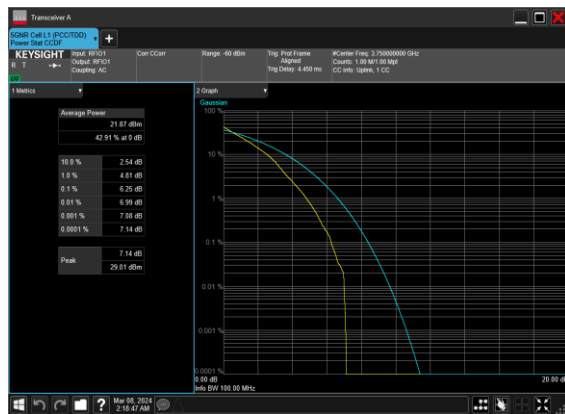 Transceiver A
5GNR Cell L1 (PCC/TDD)
Power Stat CCDF
+
KEYSIGHT
R T
LV
Input: RFIO1
Output: RFIO1
Coupling: AC
Corr CCorr
Range: -60 dBm
Trig: Prot Frame
Aligned
Trig Delay: 4.450 ms
#Center Freq: 3.750000000 GHz
Counts: 1.00 M/1.00 Mpt
CC Info: Uplink, 1 CC
1 Metrics
Average Power
21.87 dBm
42.91 % at 0 dB
10.0 % 2.54 dB
1.0 % 4.81 dB
0.1 % 6.25 dB
0.01 % 6.99 dB
0.001 % 7.08 dB
0.0001 % 7.14 dB
Peak
7.14 dB
29.01 dBm
2 Graph
Gaussian
100 %
10 %
1 %
0.1 %
0.01 %
0.001 %
0.0001 %
0.00 dB 20.00 dB
Info BW 100.00 MHz
?
Mar 08, 2024
2:18:47 AM